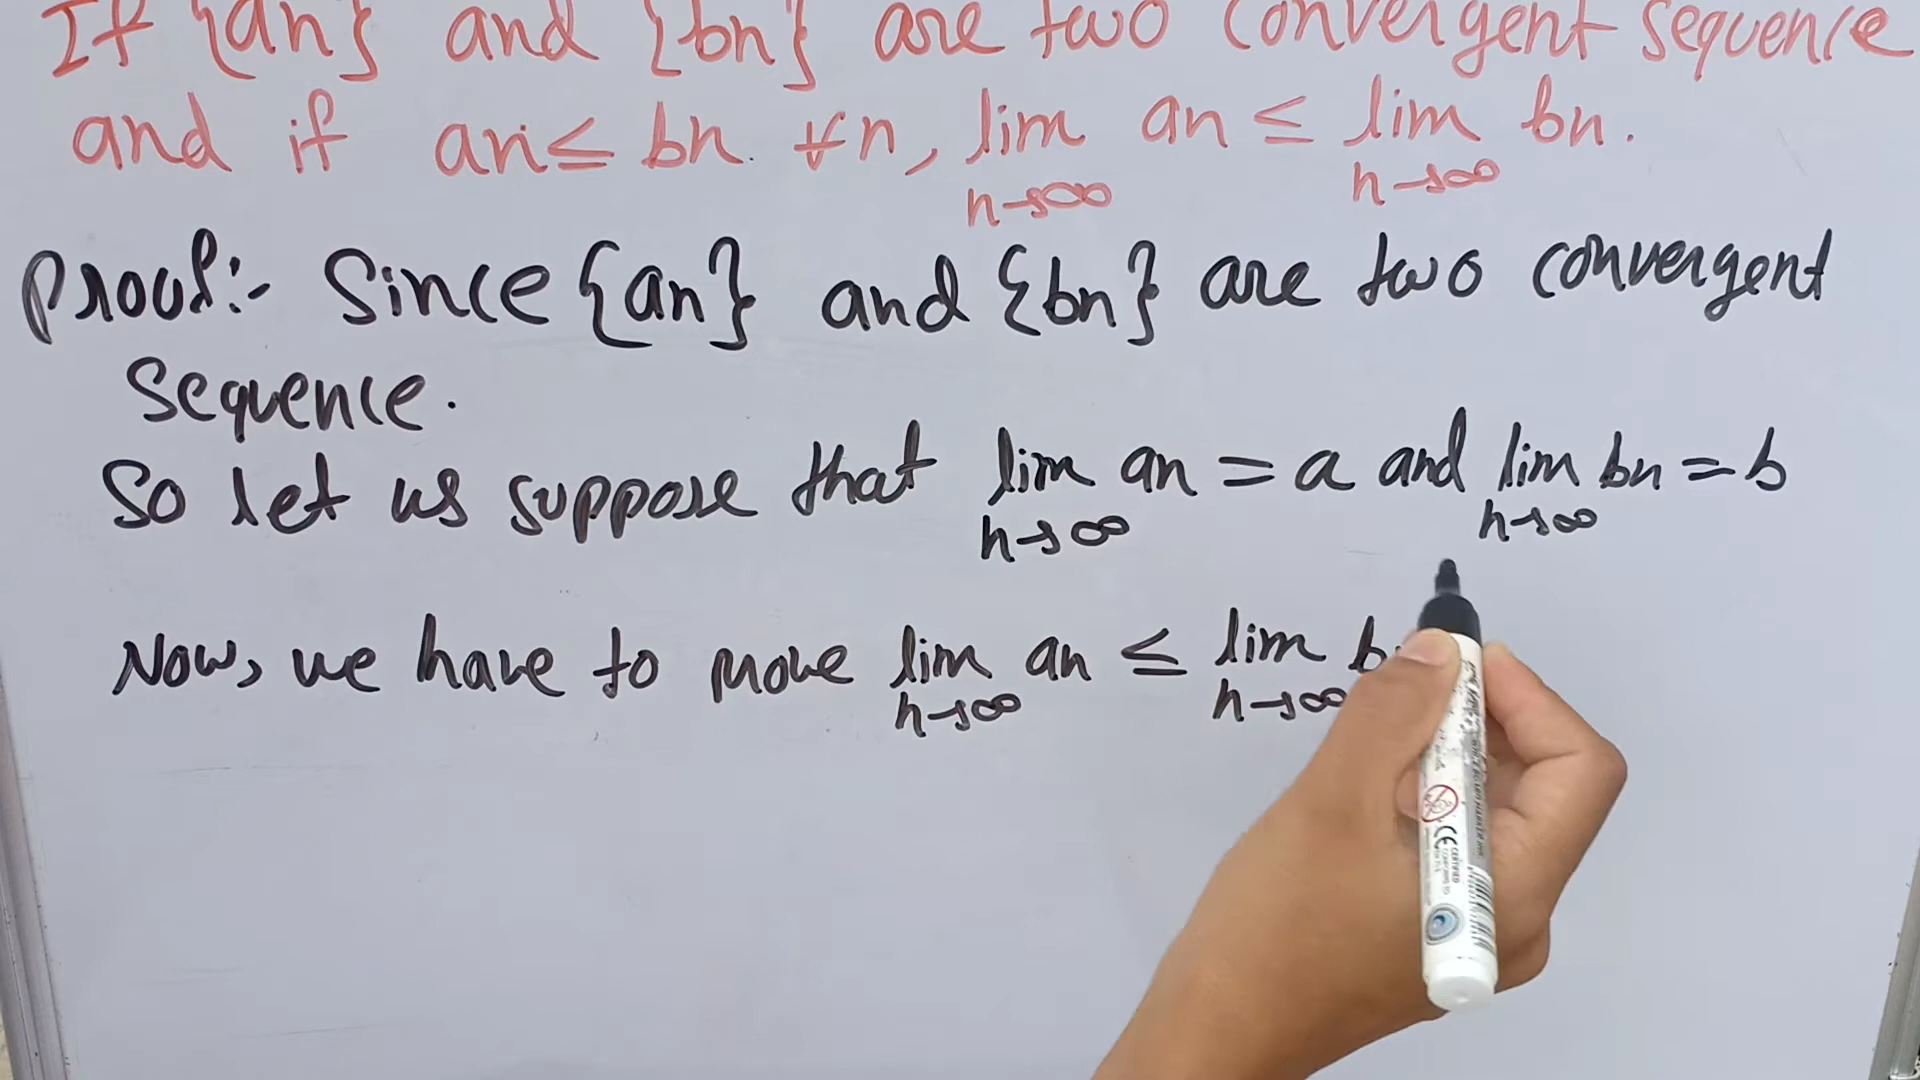 If {an} and {bn} are two convergent sequence
and if an ≤ bn. ∀n, lim an ≤ lim bn.
n→∞ n→∞
Proof:- Since {an} and {bn} are two convergent
sequence.
So let us suppose that lim an = a and lim bn = b
n→∞ n→∞
Now, we have to prove lim an ≤ lim b
n→∞ n→∞
CE CERTIFIED